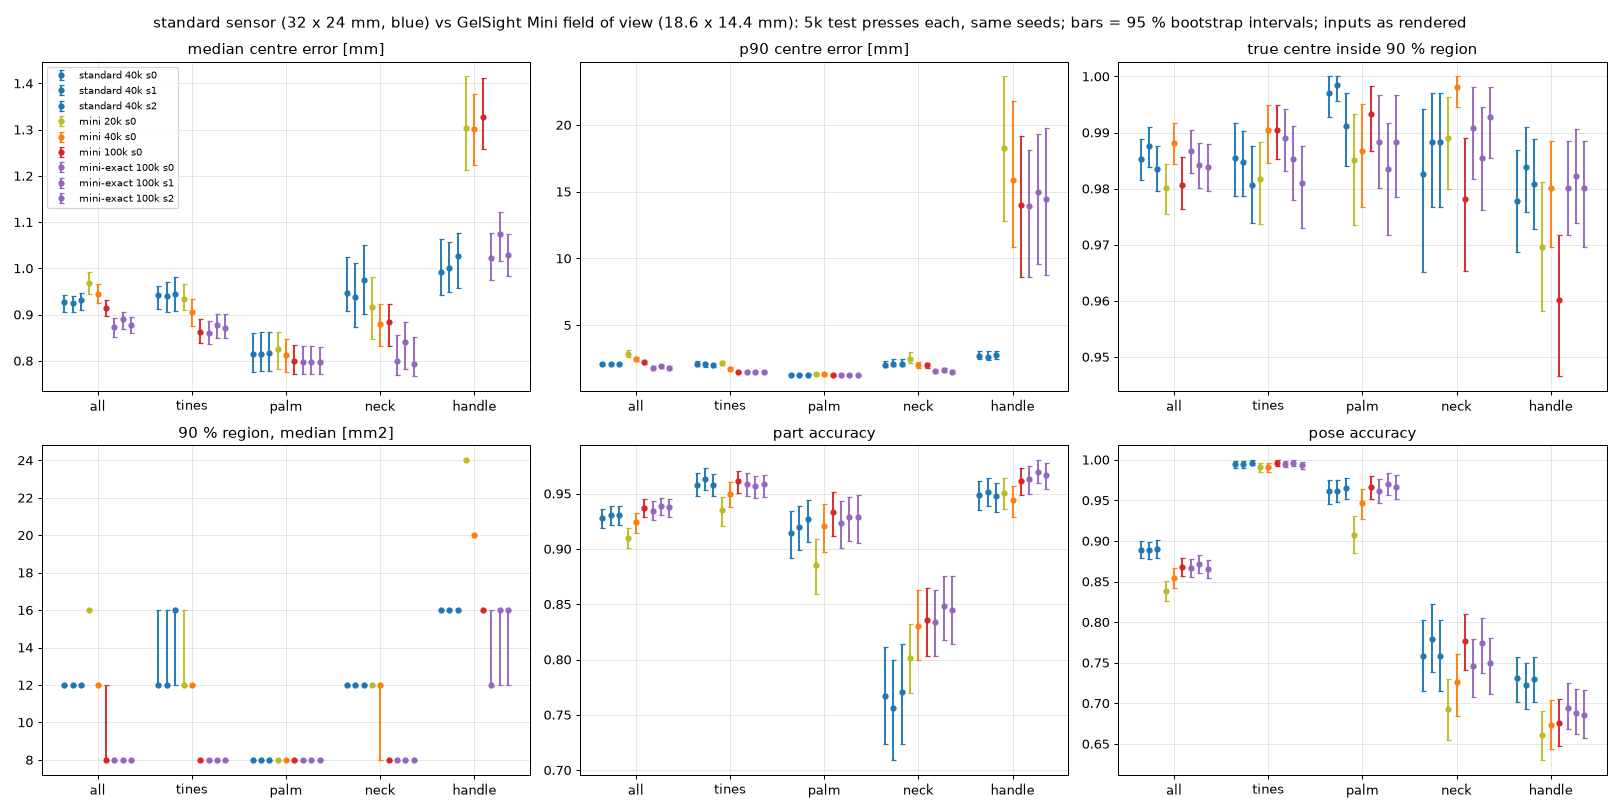 standard sensor (32 x 24 mm, blue) vs GelSight Mini field of view (18.6 x 14.4 mm): 5k test presses each, same seeds; bars = 95 % bootstrap intervals; inputs as rendered
median centre error [mm]
1.4
1.3
1.2
1.1
1.0
0.9
0.8
standard 40k s0
standard 40k s1
standard 40k s2
mini 20k s0
mini 40k s0
mini 100k s0
mini-exact 100k s0
mini-exact 100k s1
mini-exact 100k s2
all tines palm neck handle
p90 centre error [mm]
20
15
10
5
all tines palm neck handle
true centre inside 90 % region
1.00
0.99
0.98
0.97
0.96
0.95
all tines palm neck handle
90 % region, median [mm2]
24
22
20
18
16
14
12
10
8
all tines palm neck handle
part accuracy
0.95
0.90
0.85
0.80
0.75
0.70
all tines palm neck handle
pose accuracy
1.00
0.95
0.90
0.85
0.80
0.75
0.70
0.65
all tines palm neck handle